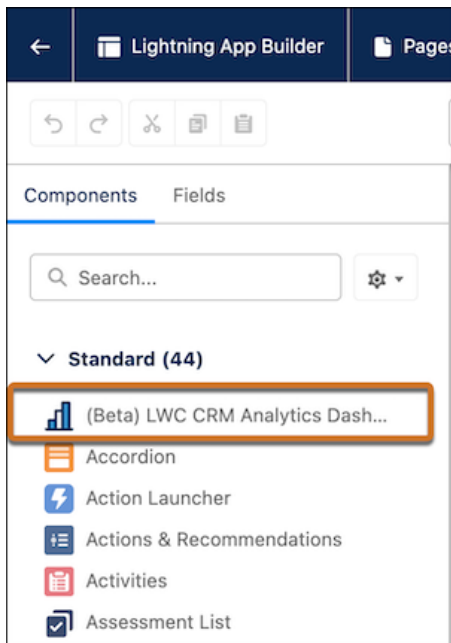 Lightning App Builder
Pages
Components
Fields
Search...
Standard (44)
(Beta) LWC CRM Analytics Dash...
Accordion
Action Launcher
Actions & Recommendations
Activities
Assessment List